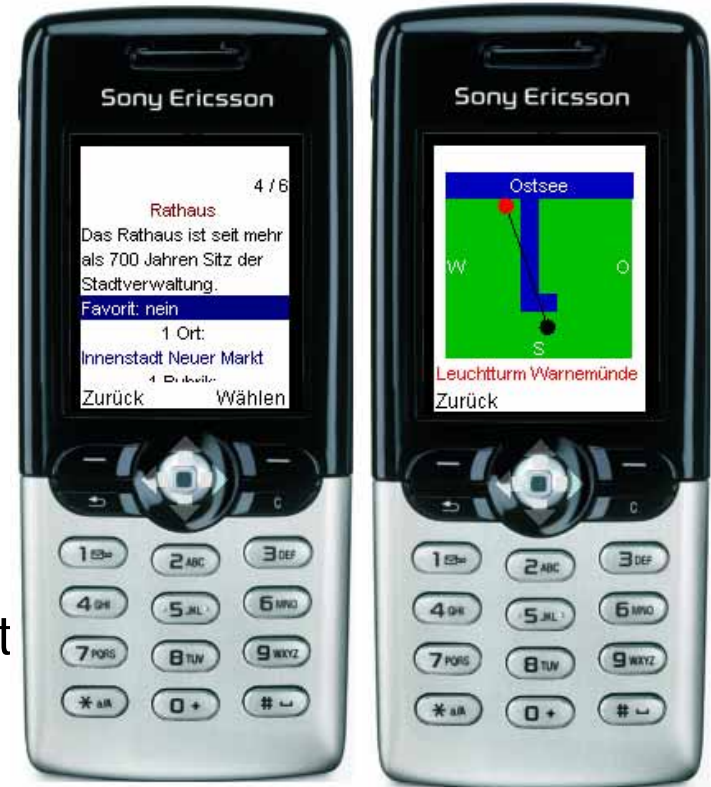 Sony Ericsson
4 / 6
Rathaus
Das Rathaus ist seit mehr
als 700 Jahren Sitz der
Stadtverwaltung.
Favorit: nein
1 Ort:
Innenstadt Neuer Markt
1 Rubrik:
Zurück Wählen
C
1
2 ABC
3 DEF
4 GHI
5 JKL
6 MNO
7 PQRS
8 TUV
9 WXYZ
* a/A
0 +
#
Sony Ericsson
Ostsee
W O
S
Leuchtturm Warnemünde
Zurück
C
1
2 ABC
3 DEF
4 GHI
5 JKL
6 MNO
7 PQRS
8 TUV
9 WXYZ
* a/A
0 +
#
t